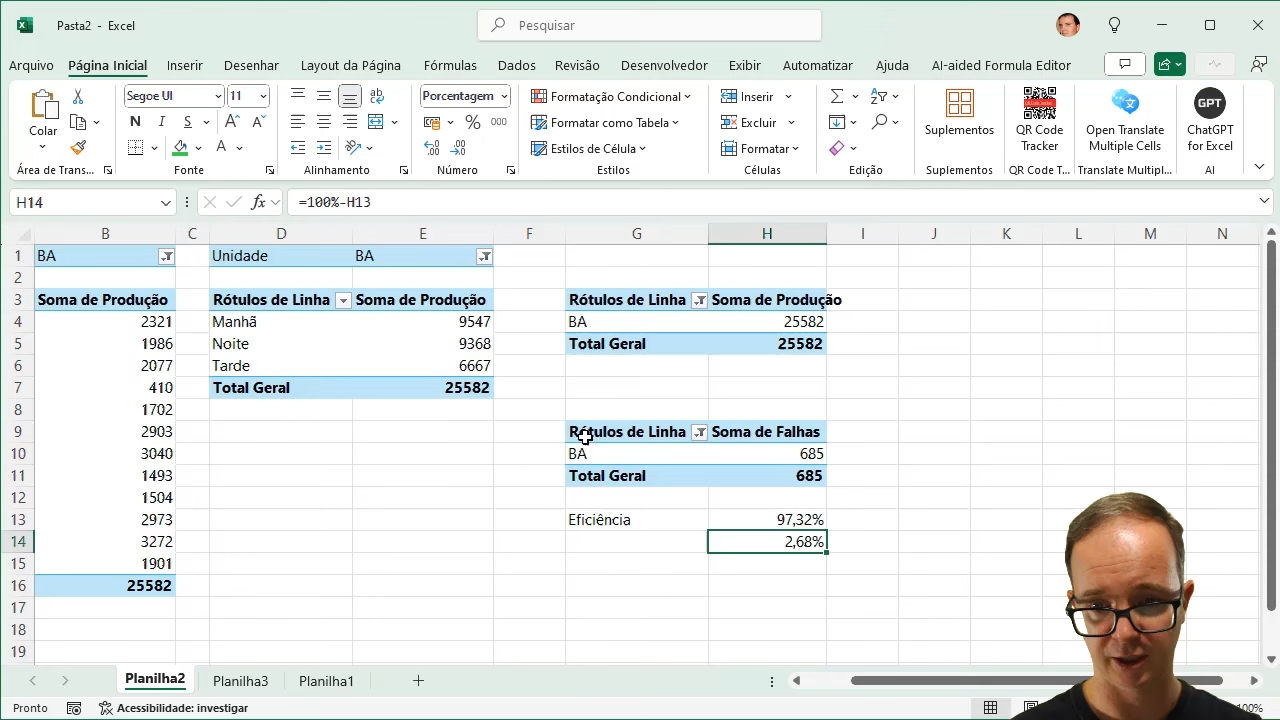 Pasta2 - Excel
Pesquisar
Arquivo Página Inicial Inserir Desenhar Layout da Página Fórmulas Dados Revisão Desenvolvedor Exibir Automatizar Ajuda AI-aided Formula Editor
Segoe UI 11 Porcentagem Formatação Condicional Inserir
Formatar como Tabela Excluir
Estilos de Célula Formatar
Colar
Suplementos
QR Code Tracker
Open Translate Multiple Cells
ChatGPT for Excel
GPT
Área de Trans... Fonte Alinhamento Número Estilos Células Edição Suplementos QR Code T... Translate Multipl... AI
H14 fx =100%-H13
B C D E F G H I J K L M N
1 BA Unidade BA
2
3 Soma de Produção Rótulos de Linha Soma de Produção Rótulos de Linha Soma de Produção
4 2321 Manhã 9547 BA 25582
5 1986 Noite 9368 Total Geral 25582
6 2077 Tarde 6667
7 410 Total Geral 25582
8 1702
9 2903 Rótulos de Linha Soma de Falhas
10 3040 BA 685
11 1493 Total Geral 685
12 1504
13 2973 Eficiência 97,32%
14 3272 2,68%
15 1901
16 25582
17
18
19
Planilha2 Planilha3 Planilha1
Pronto Acessibilidade: investigar 100%